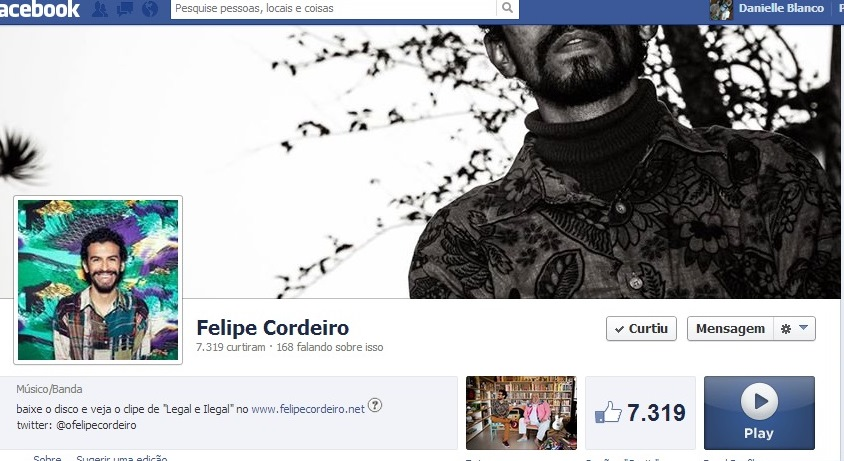 acebook
Pesquise pessoas, locais e coisas
Danielle Blanco
Felipe Cordeiro
7.319 curtiram · 168 falando sobre isso
Curtiu
Mensagem
Músico/Banda
baixe o disco e veja o clipe de "Legal e Ilegal" no www.felipecordeiro.net ?
twitter: @ofelipecordeiro
7.319
Play
Sobre Sugerir uma edição